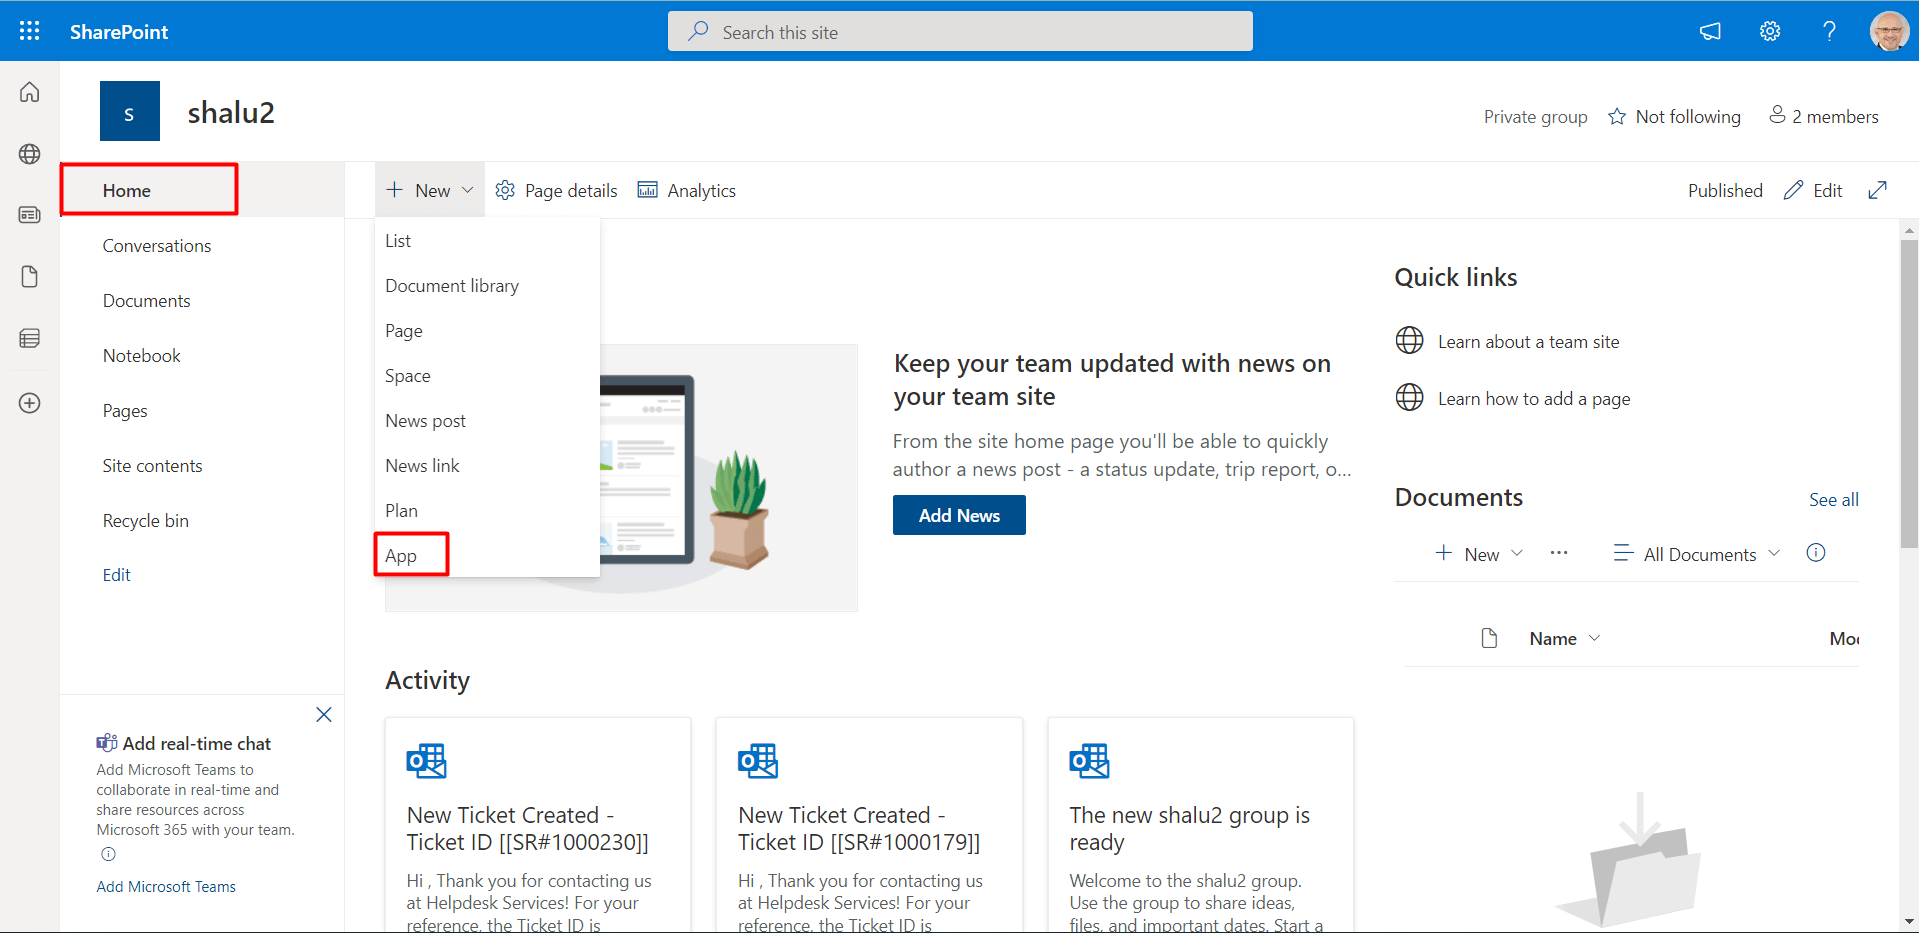 SharePoint
Search this site
?
S
shalu2
Private group
Not following
2 members
Home
Conversations
Documents
Notebook
Pages
Site contents
Recycle bin
Edit
New
Page details
Analytics
Published
Edit
List
Document library
Page
Space
News post
News link
Plan
App
Keep your team updated with news on
your team site
From the site home page you'll be able to quickly
author a news post - a status update, trip report, o...
Add News
Quick links
Learn about a team site
Learn how to add a page
Documents
See all
New
...
All Documents
Name
Activity
New Ticket Created -
Ticket ID [[SR#1000230]]
Hi , Thank you for contacting us
at Helpdesk Services! For your
reference, the Ticket ID is
New Ticket Created -
Ticket ID [[SR#1000179]]
Hi , Thank you for contacting us
at Helpdesk Services! For your
reference, the Ticket ID is
The new shalu2 group is
ready
Welcome to the shalu2 group.
Use the group to share ideas,
files, and important dates. Start a
Add real-time chat
Add Microsoft Teams to
collaborate in real-time and
share resources across
Microsoft 365 with your team.
Add Microsoft Teams